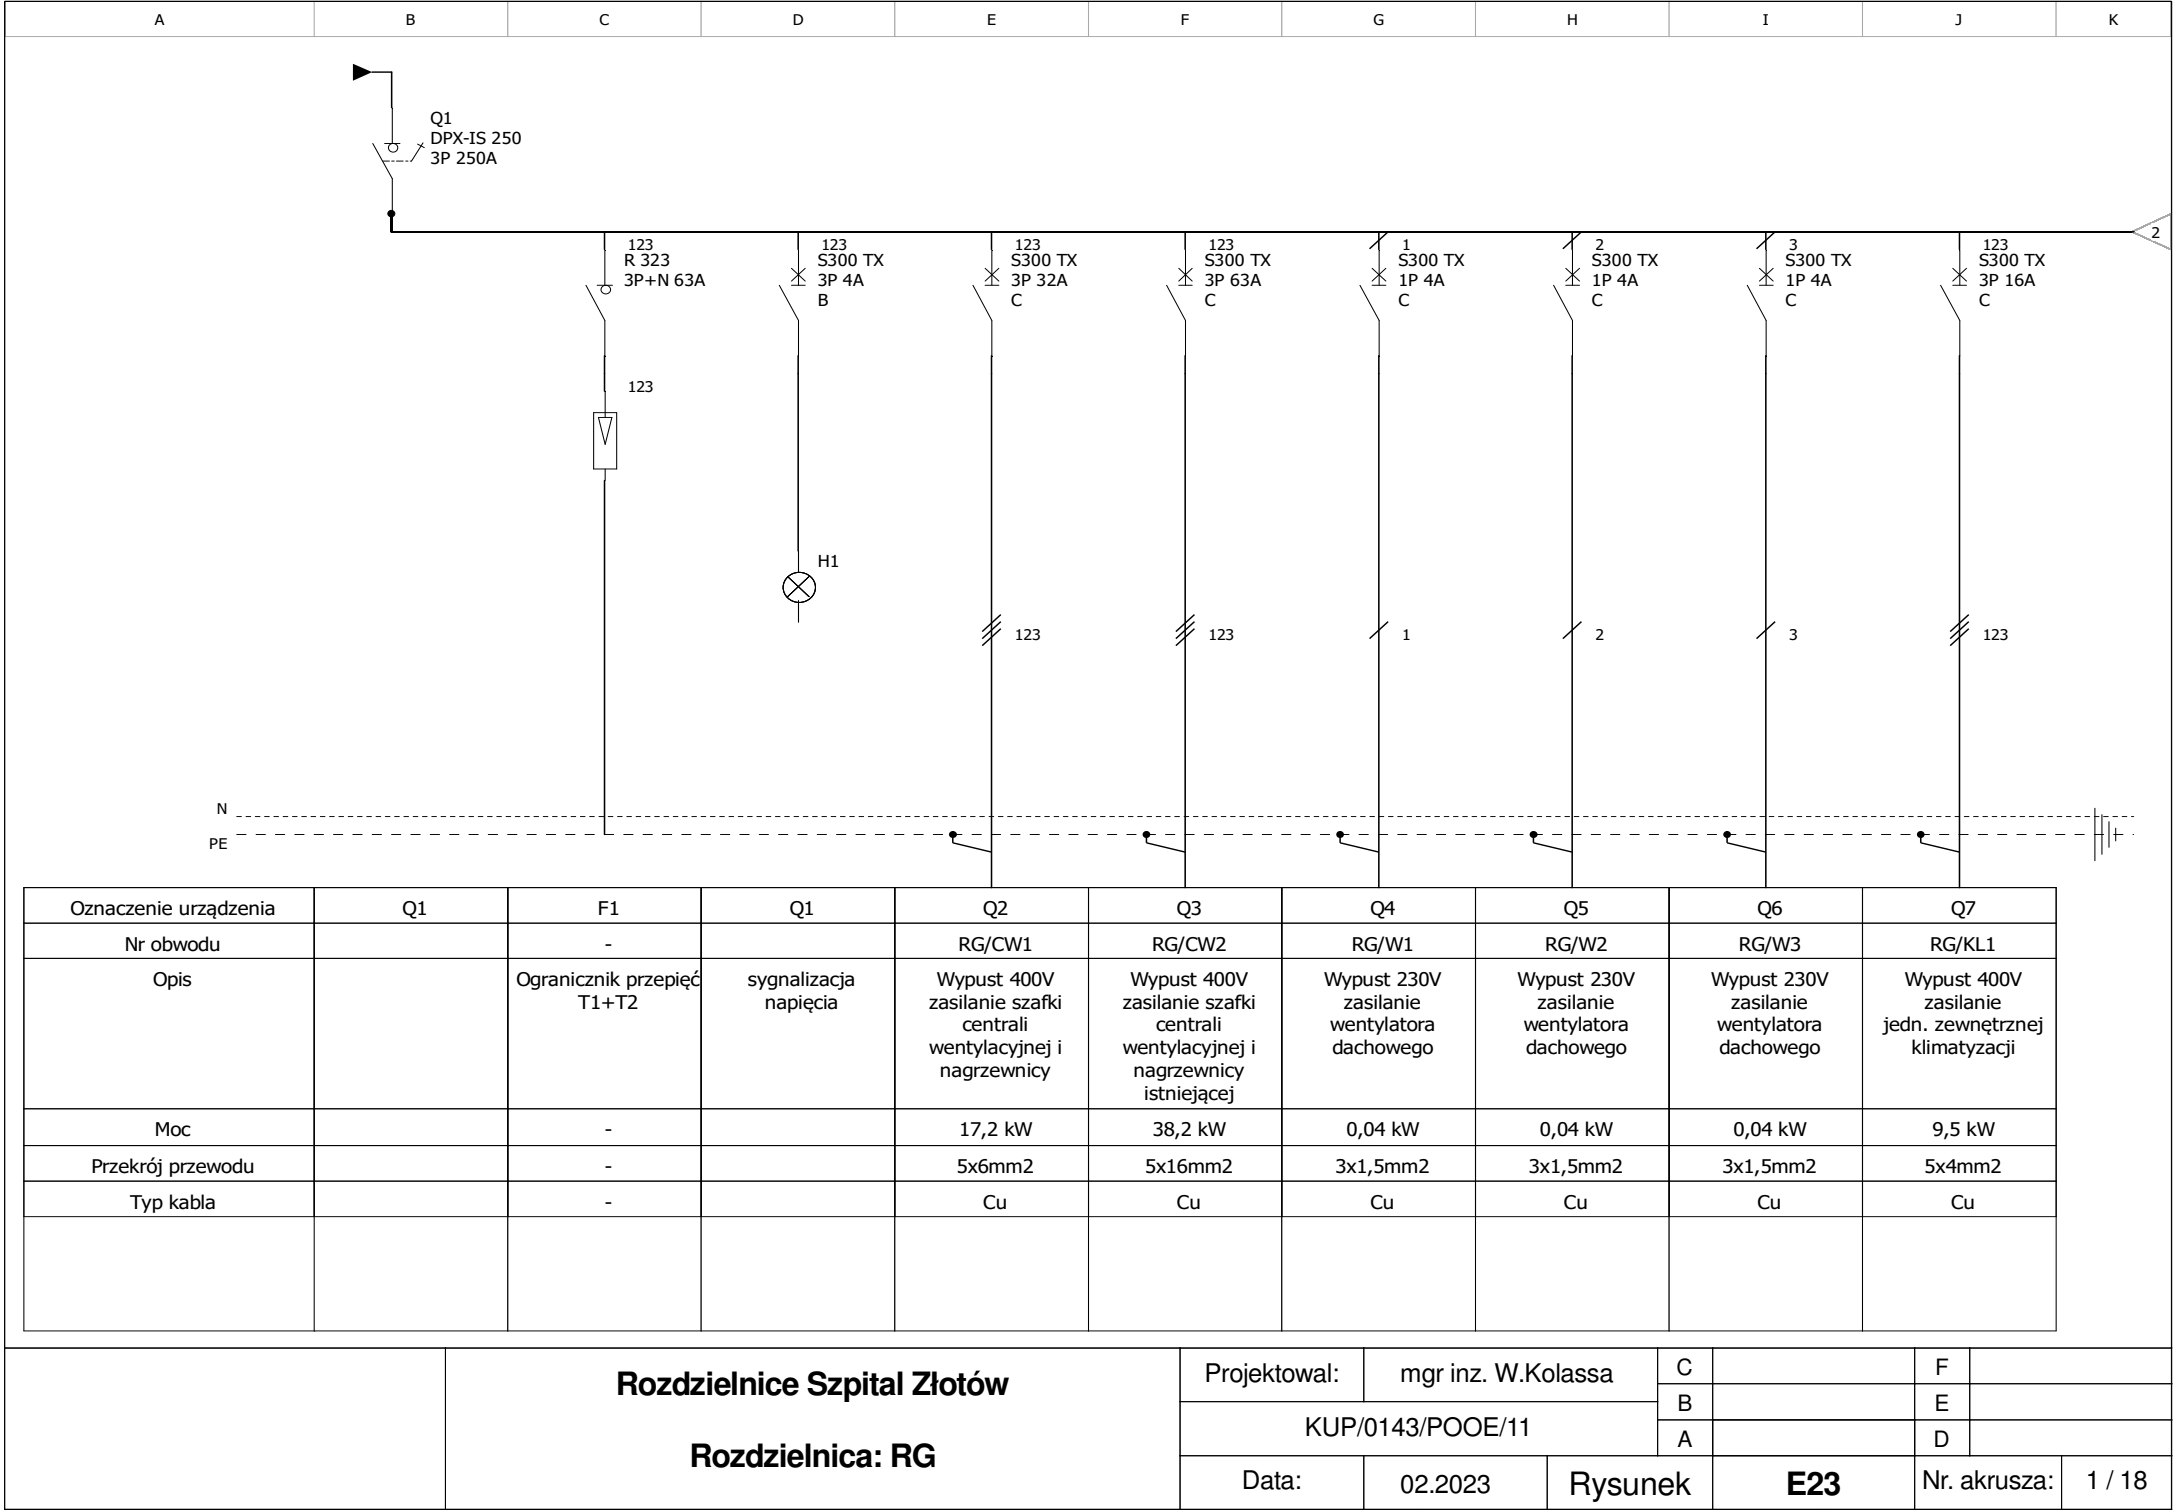 A B C D E F G H I J K
Q1
DPX-IS 250
3P 250A
2
123
R 323
3P+N 63A
123
S300 TX
3P 4A
B
123
S300 TX
3P 32A
C
123
S300 TX
3P 63A
C
1
S300 TX
1P 4A
C
2
S300 TX
1P 4A
C
3
S300 TX
1P 4A
C
123
S300 TX
3P 16A
C
123
H1
123 123 1 2 3 123
N
PE
Oznaczenie urządzenia Q1 F1 Q1 Q2 Q3 Q4 Q5 Q6 Q7
Nr obwodu - RG/CW1 RG/CW2 RG/W1 RG/W2 RG/W3 RG/KL1
Opis
Ogranicznik przepięć
T1+T2
sygnalizacja
napięcia
Wypust 400V
zasilanie szafki
centrali
wentylacyjnej i
nagrzewnicy
Wypust 400V
zasilanie szafki
centrali
wentylacyjnej i
nagrzewnicy
istniejącej
Wypust 230V
zasilanie
wentylatora
dachowego
Wypust 230V
zasilanie
wentylatora
dachowego
Wypust 230V
zasilanie
wentylatora
dachowego
Wypust 400V
zasilanie
jedn. zewnętrznej
klimatyzacji
Moc - 17,2 kW 38,2 kW 0,04 kW 0,04 kW 0,04 kW 9,5 kW
Przekrój przewodu - 5x6mm2 5x16mm2 3x1,5mm2 3x1,5mm2 3x1,5mm2 5x4mm2
Typ kabla - Cu Cu Cu Cu Cu Cu
Rozdzielnice Szpital Złotów
Rozdzielnica: RG
Projektowal: mgr inz. W.Kolassa
KUP/0143/POOE/11
C F
B E
A D
Data: 02.2023 Rysunek E23 Nr. akrusza: 1 / 18